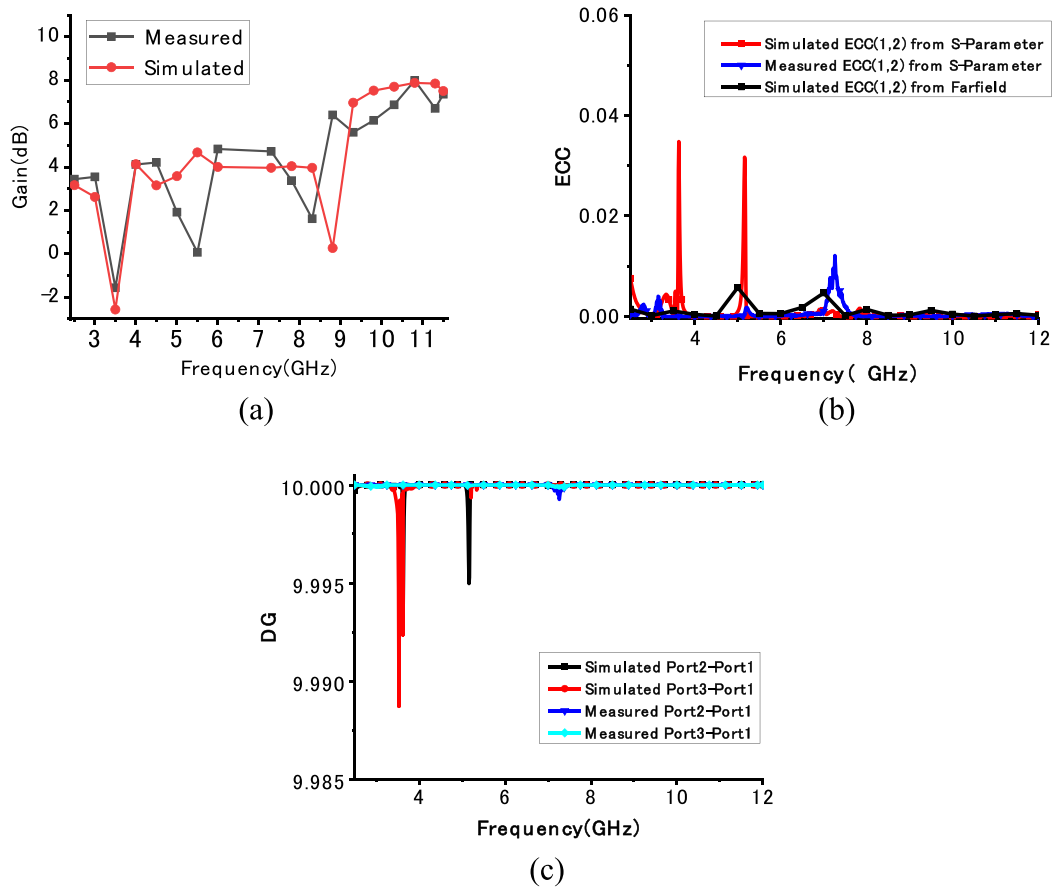 Measured
Simulated
10
8
6
4
2
0
−2
Gain(dB)
3 4 5 6 7 8 9 10 11
Frequency(GHz)
(a)
0.06
0.04
0.02
0.00
ECC
Simulated ECC(1,2) from S-Parameter
Measured ECC(1,2) from S-Parameter
Simulated ECC(1,2) from Farfield
4 6 8 10 12
Frequency( GHz)
(b)
10.000
9.995
9.990
9.985
DG
Simulated Port2-Port1
Simulated Port3-Port1
Measured Port2-Port1
Measured Port3-Port1
4 6 8 10 12
Frequency(GHz)
(c)